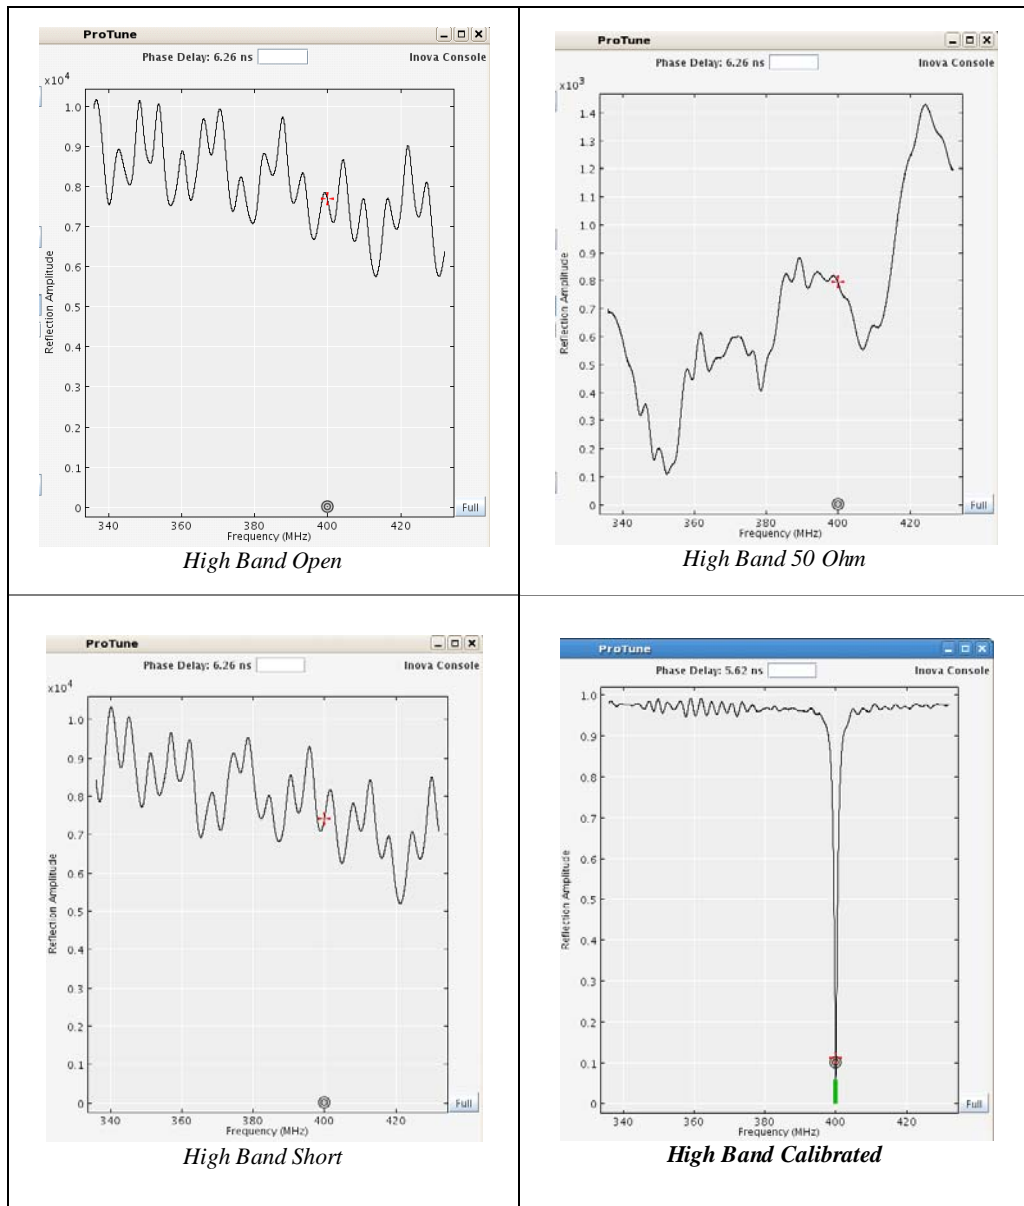 ProTune
Phase Delay: 6.26 ns
Inova Console
x10⁴
1.0
0.9
0.8
0.7
0.6
0.5
0.4
0.3
0.2
0.1
0
Reflection Amplitude
340 360 380 400 420
Frequency (MHz)
Full
High Band Open
ProTune
Phase Delay: 6.26 ns
Inova Console
x10³
1.4
1.3
1.2
1.1
1.0
0.9
0.8
0.7
0.6
0.5
0.4
0.3
0.2
0.1
0
Reflection Amplitude
340 360 380 400 420
Frequency (MHz)
Full
High Band 50 Ohm
ProTune
Phase Delay: 6.26 ns
Inova Console
x10⁴
1.0
0.9
0.8
0.7
0.6
0.5
0.4
0.3
0.2
0.1
0
Reflection Amplitude
340 360 380 400 420
Frequency (MHz)
Full
High Band Short
ProTune
Phase Delay: 5.62 ns
Inova Console
1.0
0.9
0.8
0.7
0.6
0.5
0.4
0.3
0.2
0.1
0
Reflection Amplitude
340 360 380 400 420
Frequency (MHz)
Full
High Band Calibrated